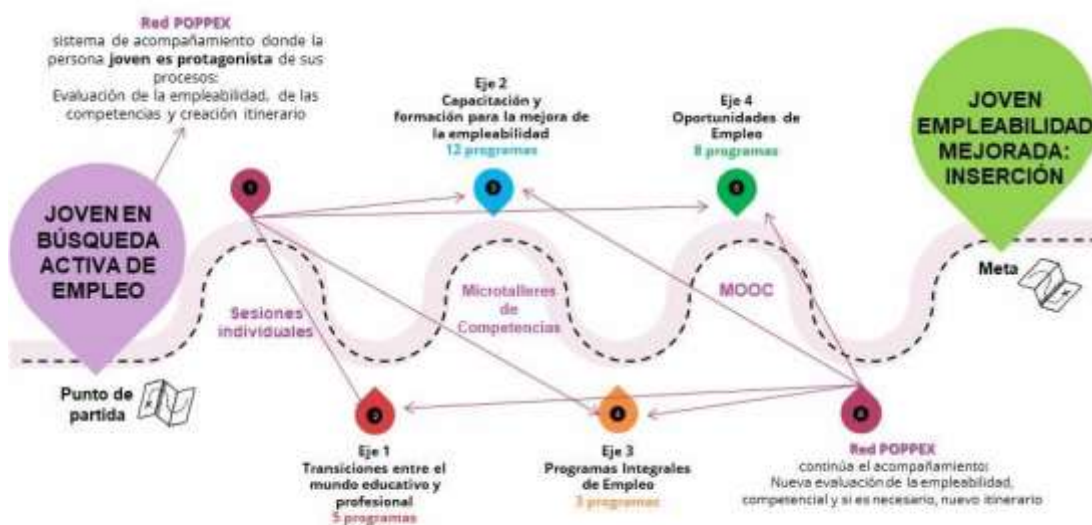 Red POPPEX
sistema de acompañamiento donde la
persona joven es protagonista de sus
procesos:
Evaluación de la empleabilidad, de las
competencias y creación itinerario
JOVEN EN
BÚSQUEDA
ACTIVA DE
EMPLEO
Punto de
partida
1
Sesiones
individuales
Eje 2
Capacitación y
formación para la mejora de
la empleabilidad
12 programas
Microtalleres
de
Competencias
Eje 4
Oportunidades de
Empleo
8 programas
MOOC
JOVEN
EMPLEABILIDAD
MEJORADA:
INSERCIÓN
Meta
Eje 1
Transiciones entre el
mundo educativo y
profesional
5 programas
4
Eje 3
Programas Integrales
de Empleo
3 programas
Red POPPEX
continúa el acompañamiento:
Nueva evaluación de la empleabilidad,
competencial y si es necesario, nuevo itinerario